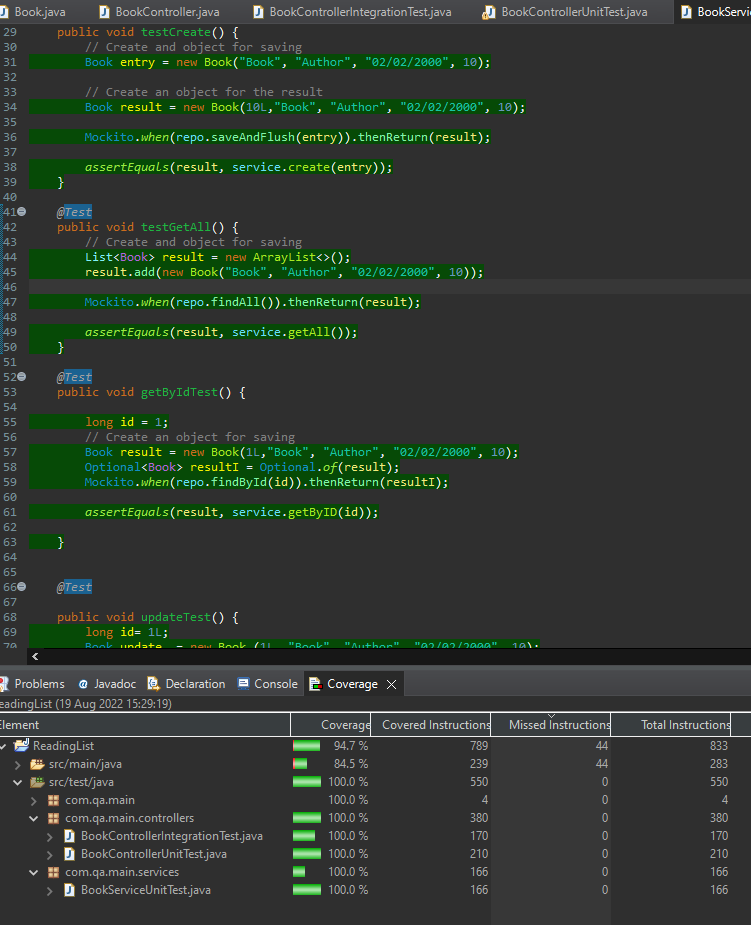 Book.java BookController.java BookControllerIntegrationTest.java BookControllerUnitTest.java BookServi
29 public void testCreate() {
30 // Create and object for saving
31 Book entry = new Book("Book", "Author", "02/02/2000", 10);
32
33 // Create an object for the result
34 Book result = new Book(10L,"Book", "Author", "02/02/2000", 10);
35
36 Mockito.when(repo.saveAndFlush(entry)).thenReturn(result);
37
38 assertEquals(result, service.create(entry));
39 }
40
41 @Test
42 public void testGetAll() {
43 // Create and object for saving
44 List<Book> result = new ArrayList<>();
45 result.add(new Book("Book", "Author", "02/02/2000", 10));
46
47 Mockito.when(repo.findAll()).thenReturn(result);
48
49 assertEquals(result, service.getAll());
50 }
51
52 @Test
53 public void getByIdTest() {
54
55 long id = 1;
56 // Create an object for saving
57 Book result = new Book(1L,"Book", "Author", "02/02/2000", 10);
58 Optional<Book> resultI = Optional.of(result);
59 Mockito.when(repo.findById(id)).thenReturn(resultI);
60
61 assertEquals(result, service.getByID(id));
62
63 }
64
65
66 @Test
67
68 public void updateTest() {
69 long id= 1L;
70 Book update = new Book (1L, "Book", "Author", "02/02/2000", 10);
Problems @ Javadoc Declaration Console Coverage
eadingList (19 Aug 2022 15:29:19)
Element Coverage Covered Instructions Missed Instructions Total Instructions
ReadingList 94.7 % 789 44 833
src/main/java 84.5 % 239 44 283
src/test/java 100.0 % 550 0 550
com.qa.main 100.0 % 4 0 4
com.qa.main.controllers 100.0 % 380 0 380
BookControllerIntegrationTest.java 100.0 % 170 0 170
BookControllerUnitTest.java 100.0 % 210 0 210
com.qa.main.services 100.0 % 166 0 166
BookServiceUnitTest.java 100.0 % 166 0 166